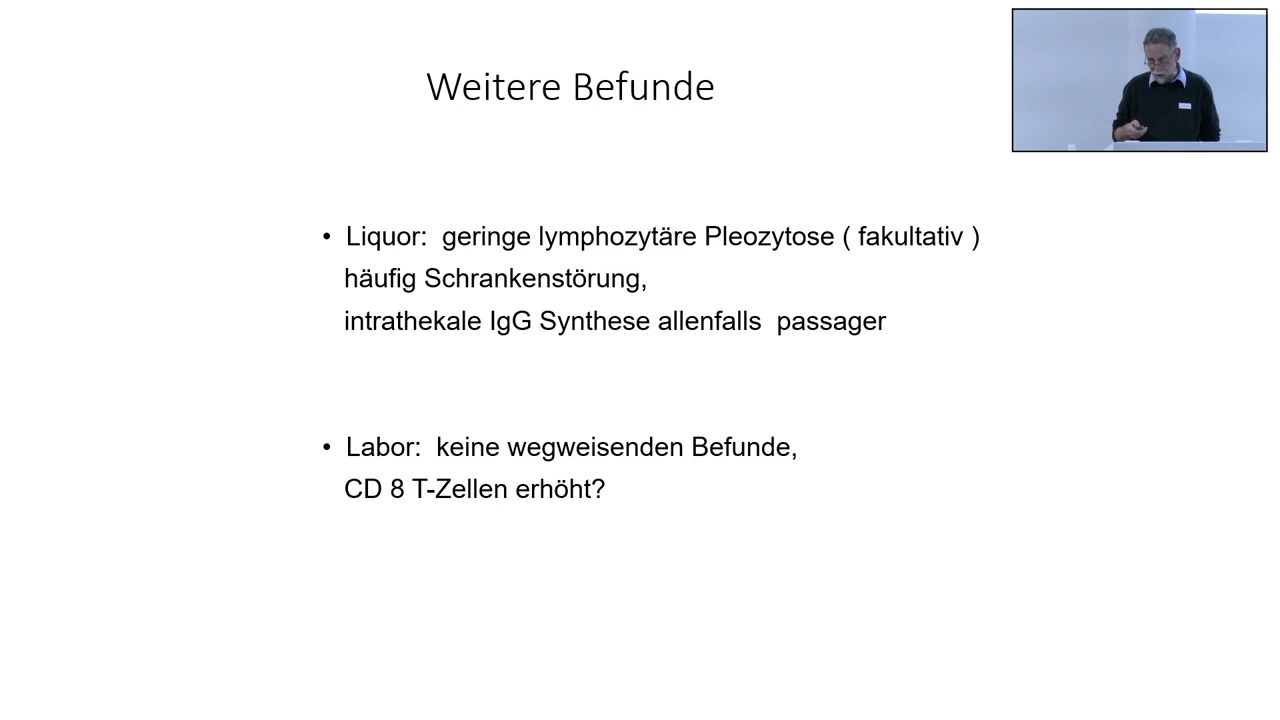 Weitere Befunde
• Liquor:  geringe lymphozytäre Pleozytose ( fakultativ )
häufig Schrankenstörung,
intrathekale IgG Synthese allenfalls  passager
• Labor:  keine wegweisenden Befunde,
CD 8 T-Zellen erhöht?